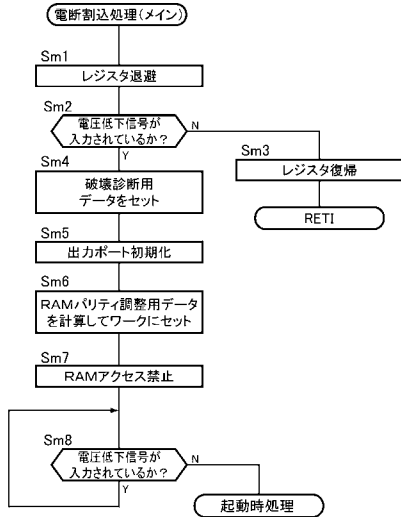 電断割込処理(メイン)
Sm1
レジスタ退避
Sm2
電圧低下信号が
入力されているか?
N
Y
Sm3
レジスタ復帰
RETI
Sm4
破壊診断用
データをセット
Sm5
出力ポート初期化
Sm6
RAMパリティ調整用データ
を計算してワークにセット
Sm7
RAMアクセス禁止
Sm8
電圧低下信号が
入力されているか?
N
Y
起動時処理